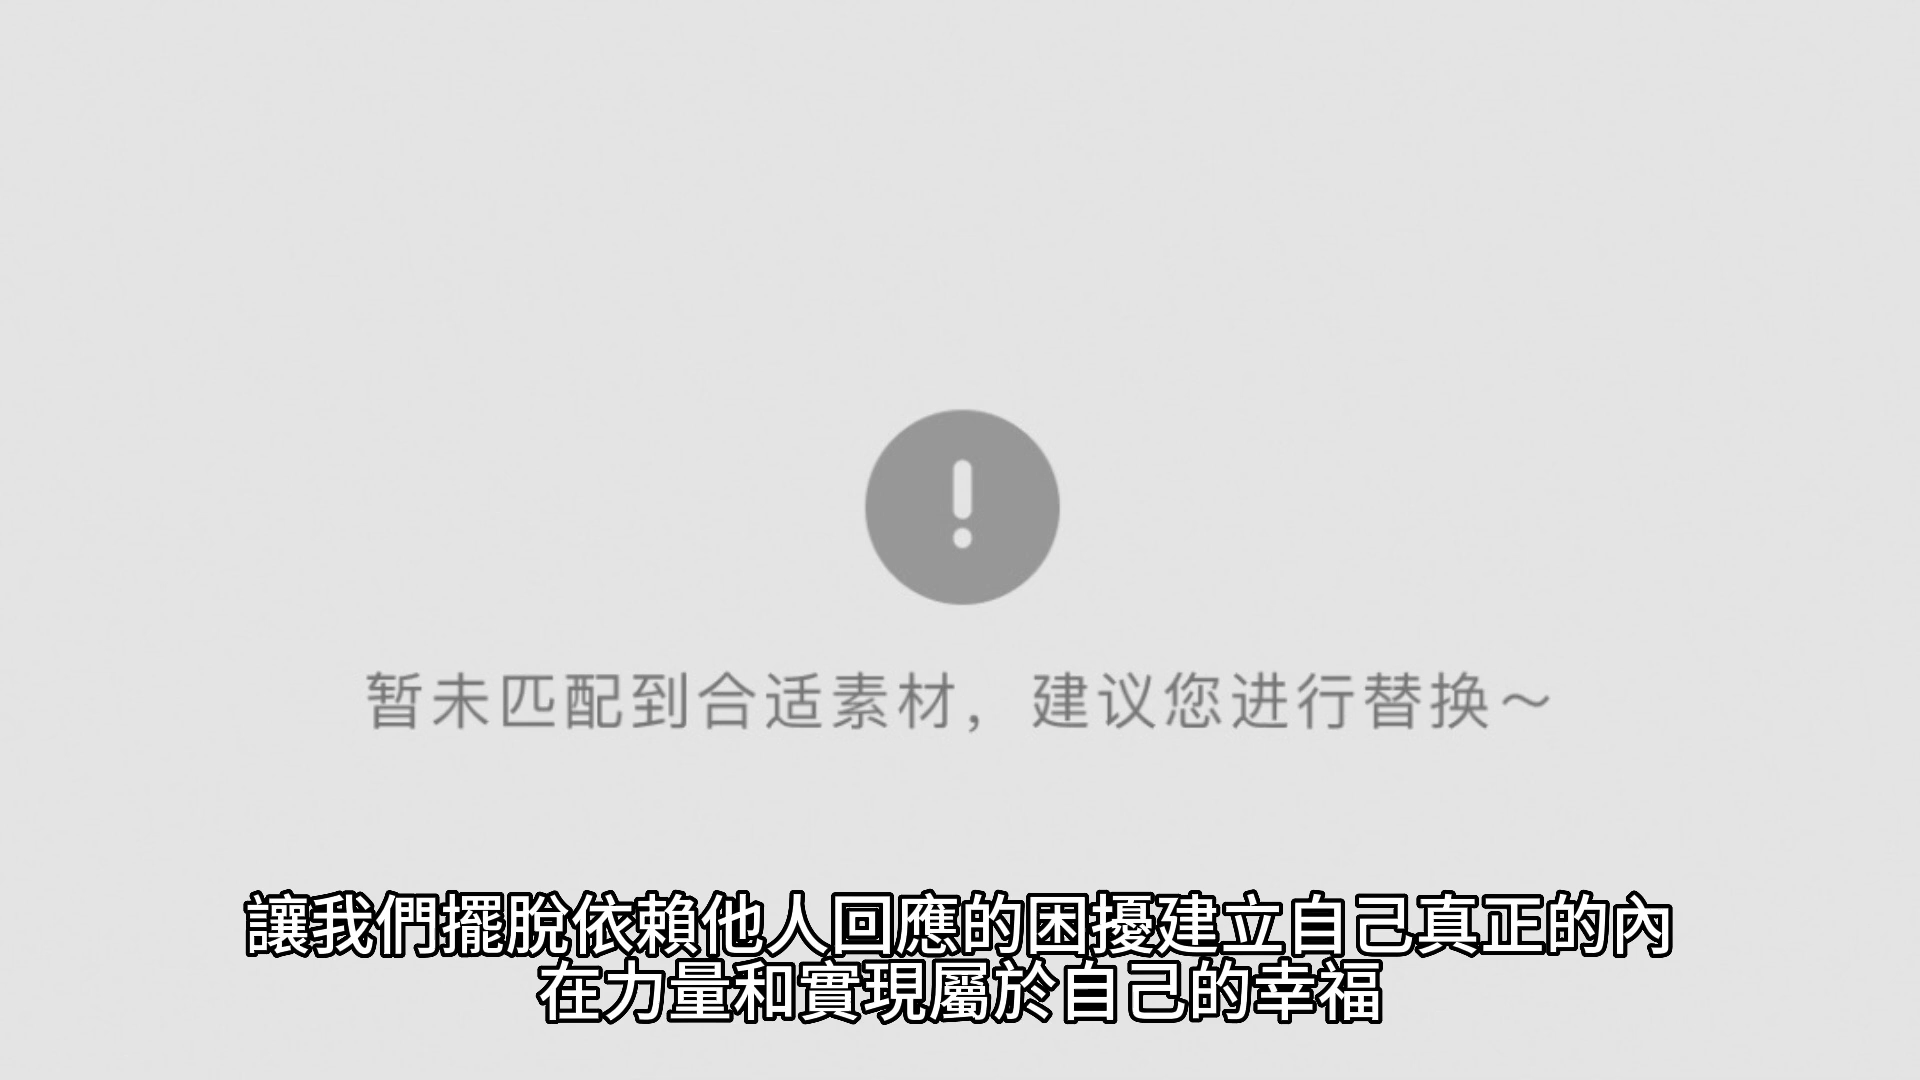 暂未匹配到合适素材，建议您进行替换～
讓我們擺脫依賴他人回應的困擾建立自己真正的內
在力量和實現屬於自己的幸福